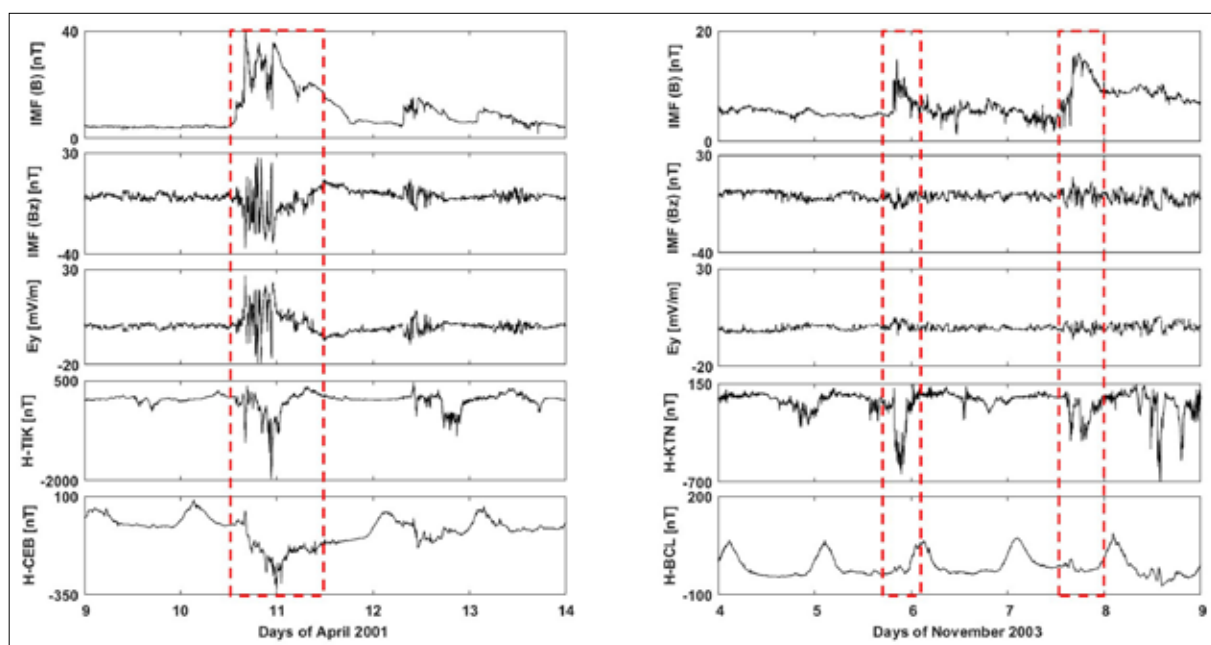 40
IMF (B) [nT]
0
30
IMF (Bz) [nT]
-40
30
Ey [mV/m]
-20
500
H-TIK [nT]
-2000
100
H-CEB [nT]
-350
9 10 11 12 13 14
Days of April 2001
20
IMF (B) [nT]
0
30
IMF (Bz) [nT]
-40
30
Ey [mV/m]
-20
150
H-KTN [nT]
-700
200
H-BCL [nT]
-100
4 5 6 7 8 9
Days of November 2003